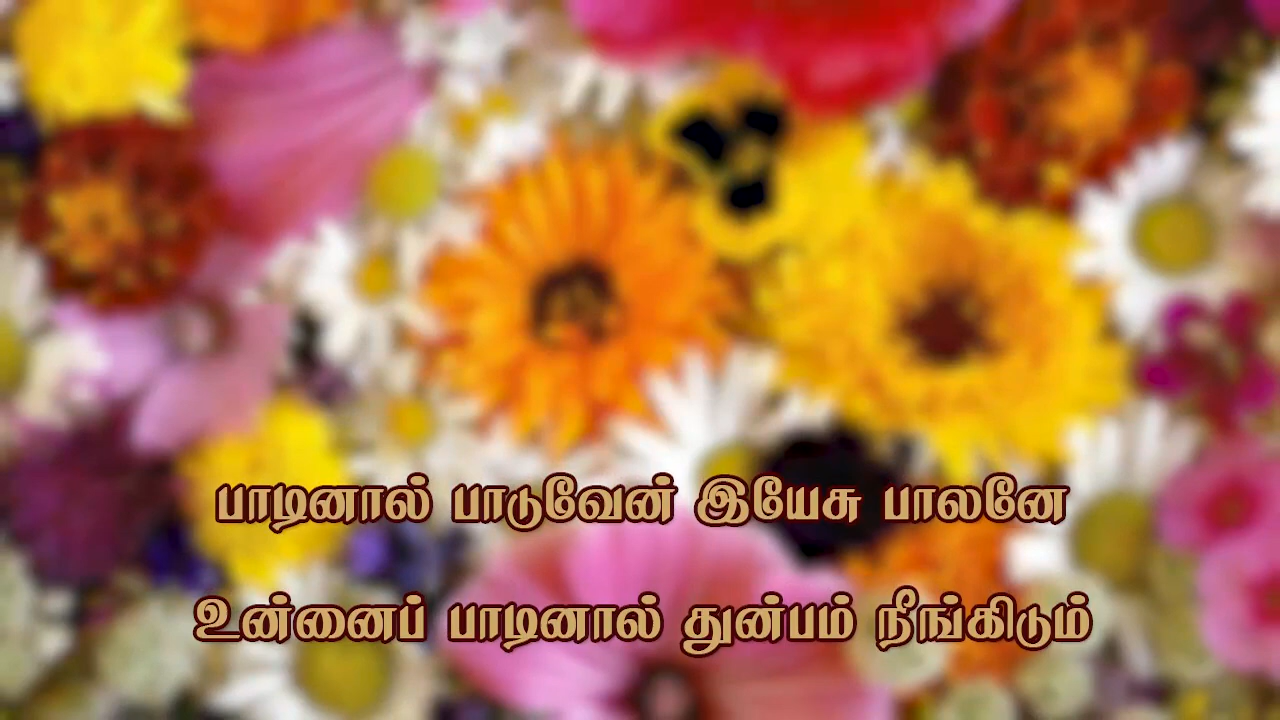 பாடினால் பாடுவேன் இயேசு பாலனே
உன்னைப் பாடினால் துன்பம் நீங்கிடும்